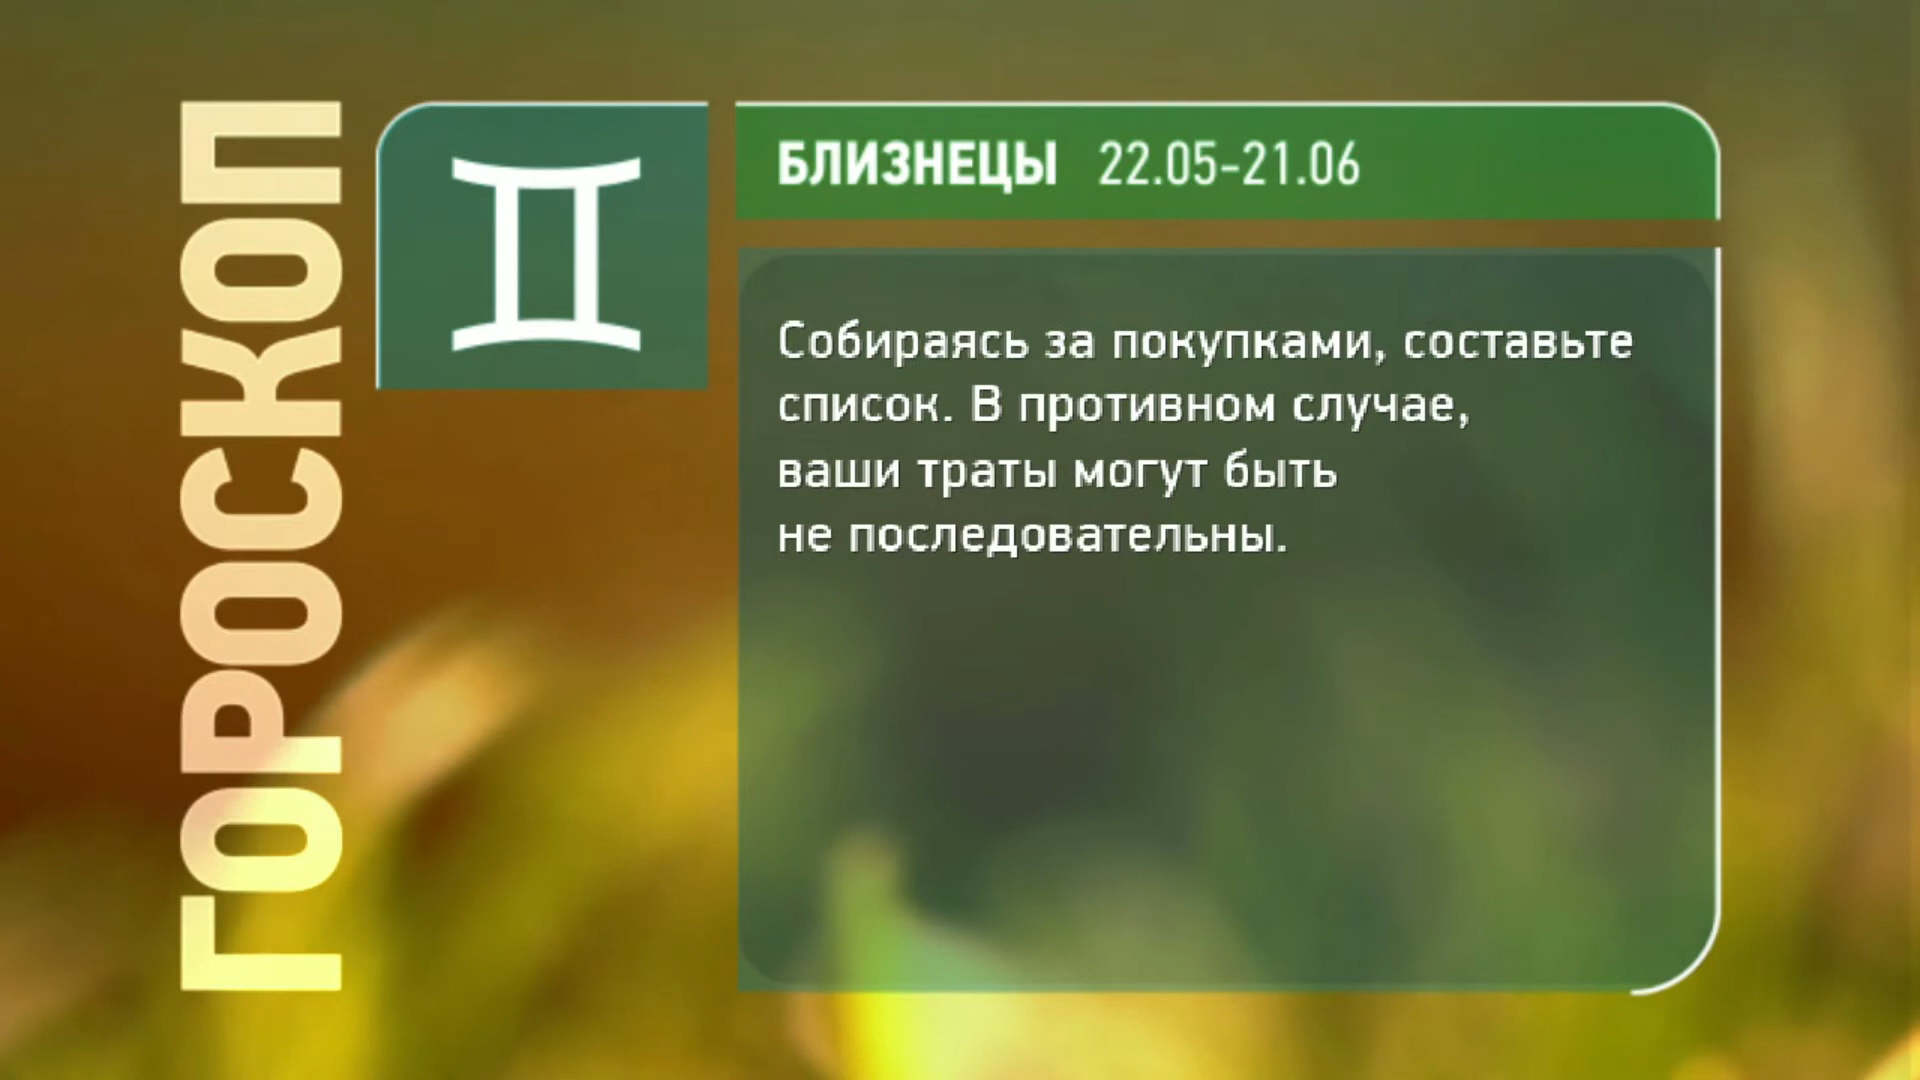 ГОРОСКОП
БЛИЗНЕЦЫ 22.05-21.06
Собираясь за покупками, составьте
список. В противном случае,
ваши траты могут быть
не последовательны.